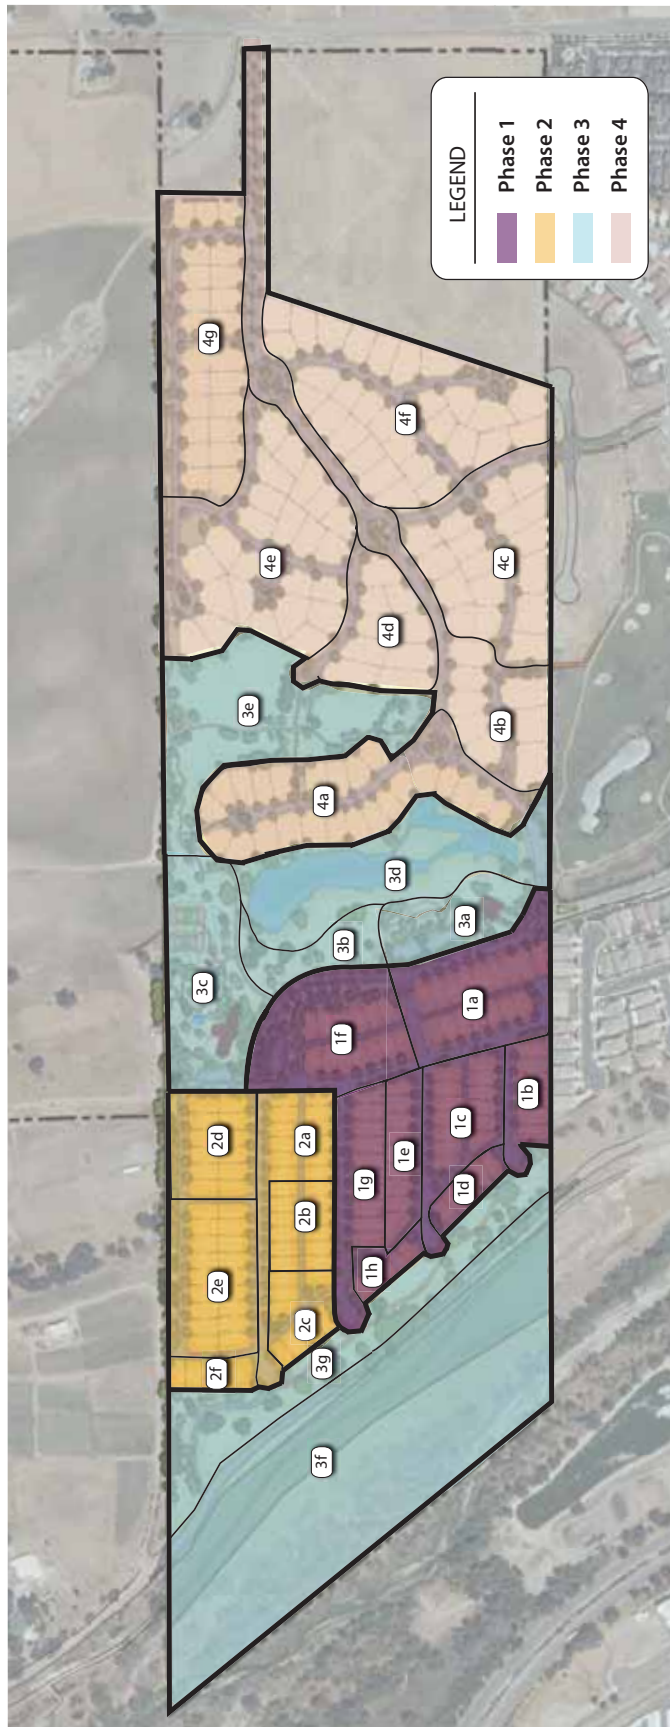 LEGEND
Phase 1
Phase 2
Phase 3
Phase 4
4g
4f
4e
4c
4d
4b
3e
4a
3d
3a
3b
3c
1a
1f
1b
1c
1e
1d
1g
1h
2d
2a
2b
2e
2c
2f
3g
3f